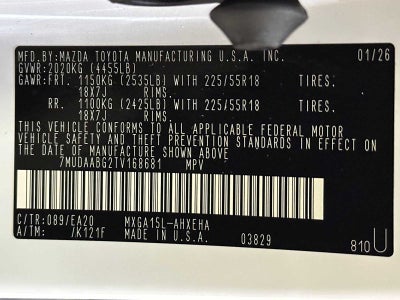 MFD.BY:MAZDA TOYOTA MANUFACTURING U.S.A. INC. 01/26
GVWR:2020KG (4455LB)
GAWR:FRT. 1150KG (2535LB) WITH 225/55R18 TIRES.
18X7J RIMS.
RR. 1100KG (2425LB) WITH 225/55R18 TIRES.
18X7J RIMS.
THIS VEHICLE CONFORMS TO ALL APPLICABLE FEDERAL MOTOR
VEHICLE SAFETY AND THEFT PREVENTION STANDARDS IN EFFECT ON
THE DATE OF MANUFACTURE SHOWN ABOVE.
7MUDAABG2TV168681 MPV
C/TR:089/EA20 MXGA15L-AHXEHA
A/TM: /K121F MADE IN U.S.A. 03829
810U